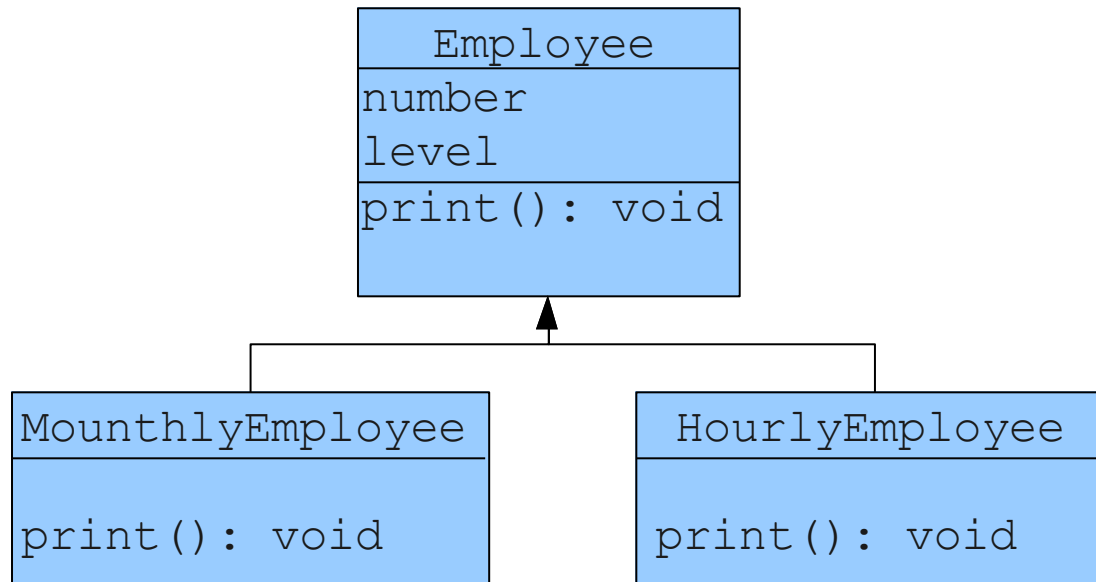 Employee
number
level
print(): void
MounthlyEmployee
print(): void
HourlyEmployee
print(): void